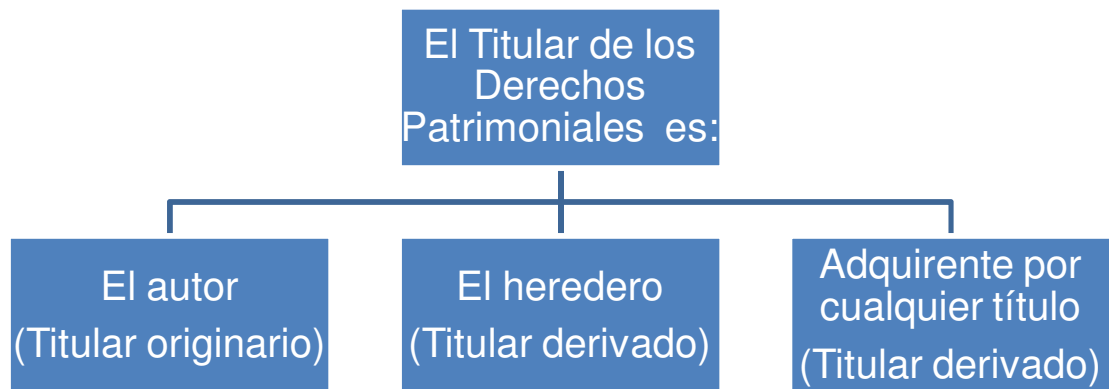 El Titular de los
Derechos
Patrimoniales es:
El autor
(Titular originario)
El heredero
(Titular derivado)
Adquirente por
cualquier título
(Titular derivado)